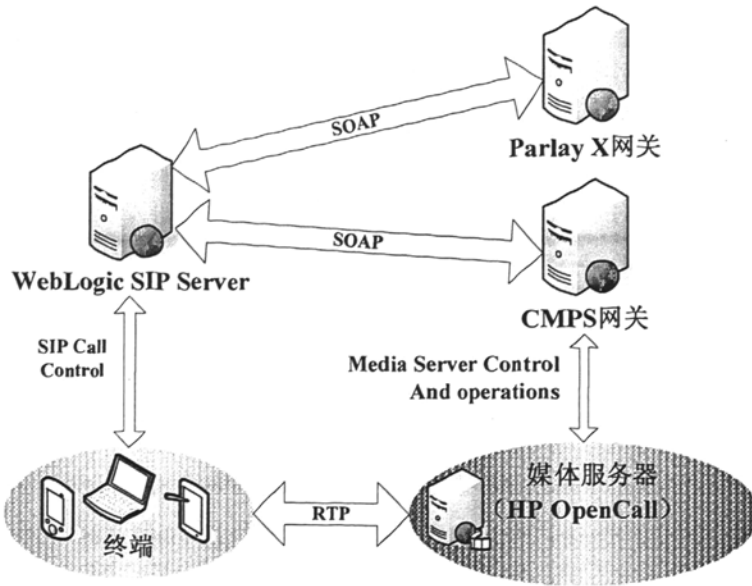 SOAP
Parlay X网关
SOAP
WebLogic SIP Server
CMPS网关
SIP Call
Control
Media Server Control
And operations
媒体服务器
（HP OpenCall）
RTP
终端